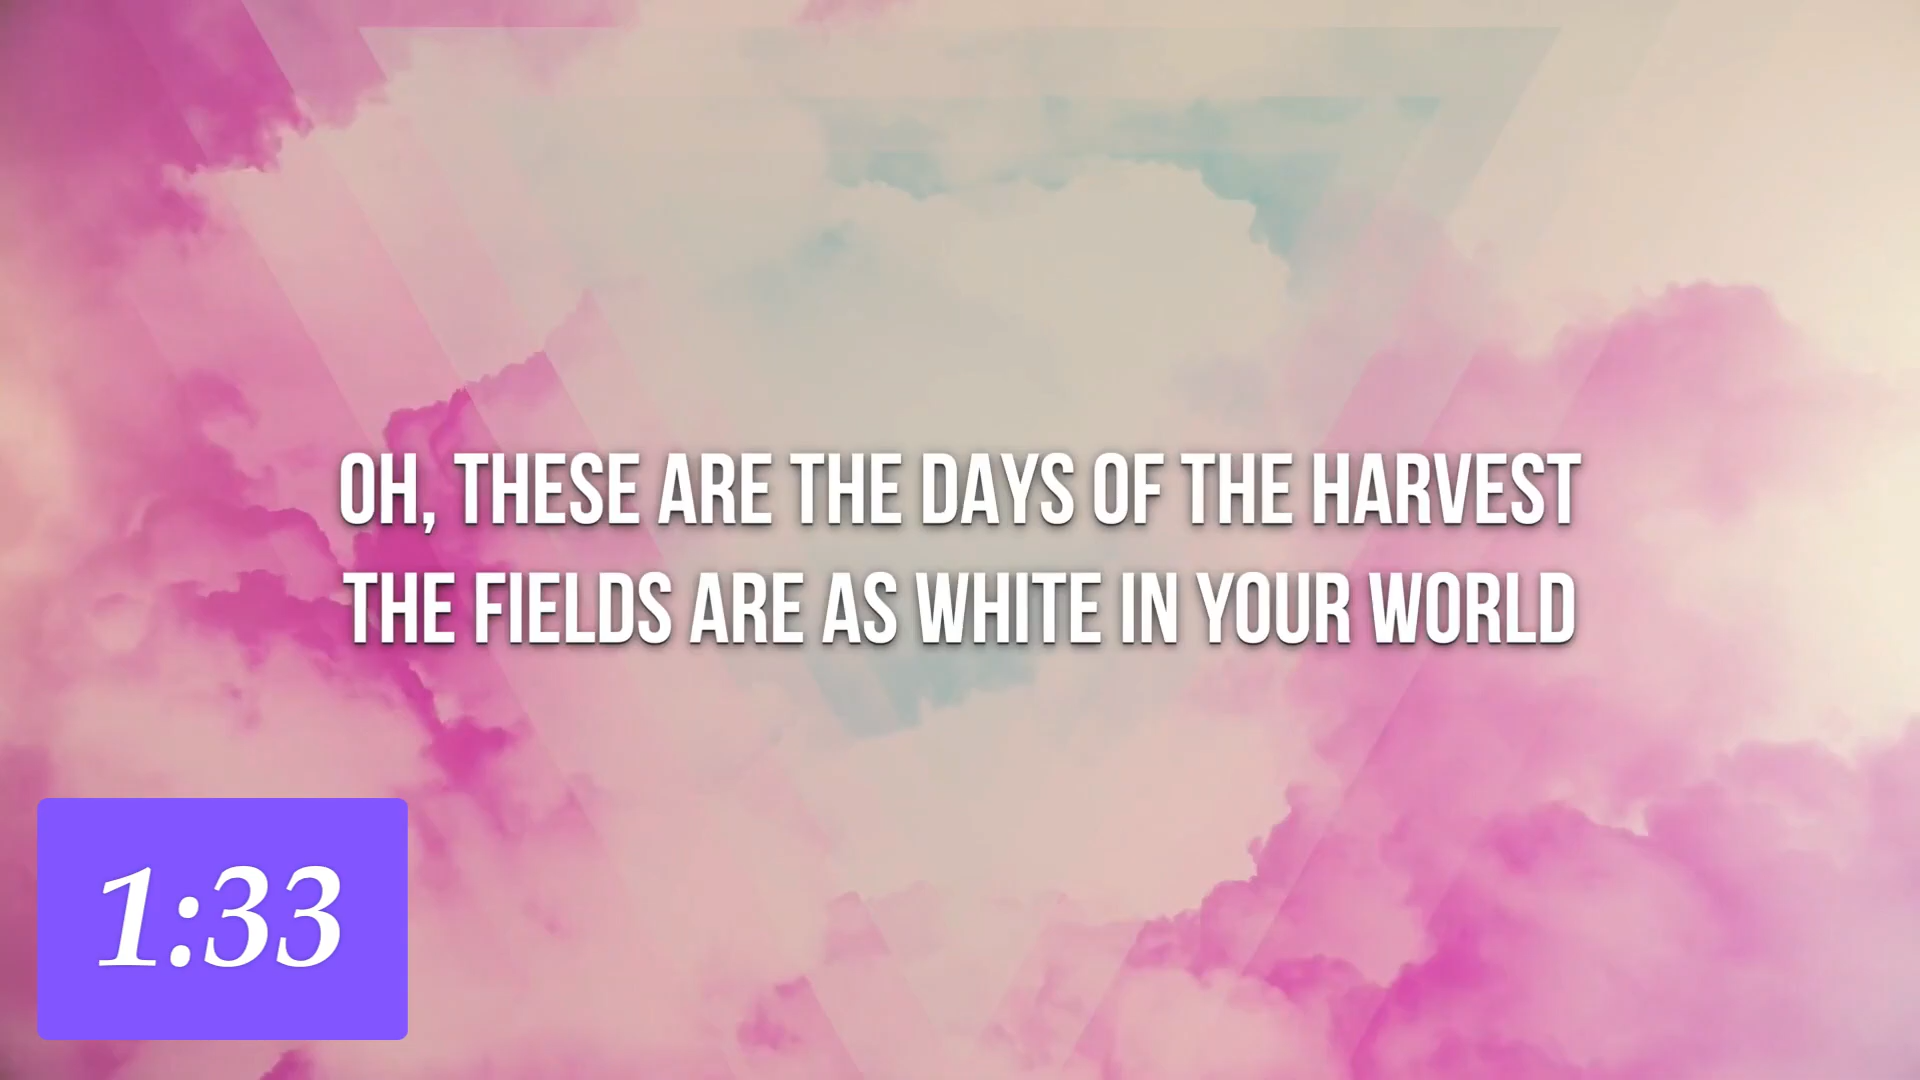 OH, THESE ARE THE DAYS OF THE HARVEST
THE FIELDS ARE AS WHITE IN YOUR WORLD
1:33